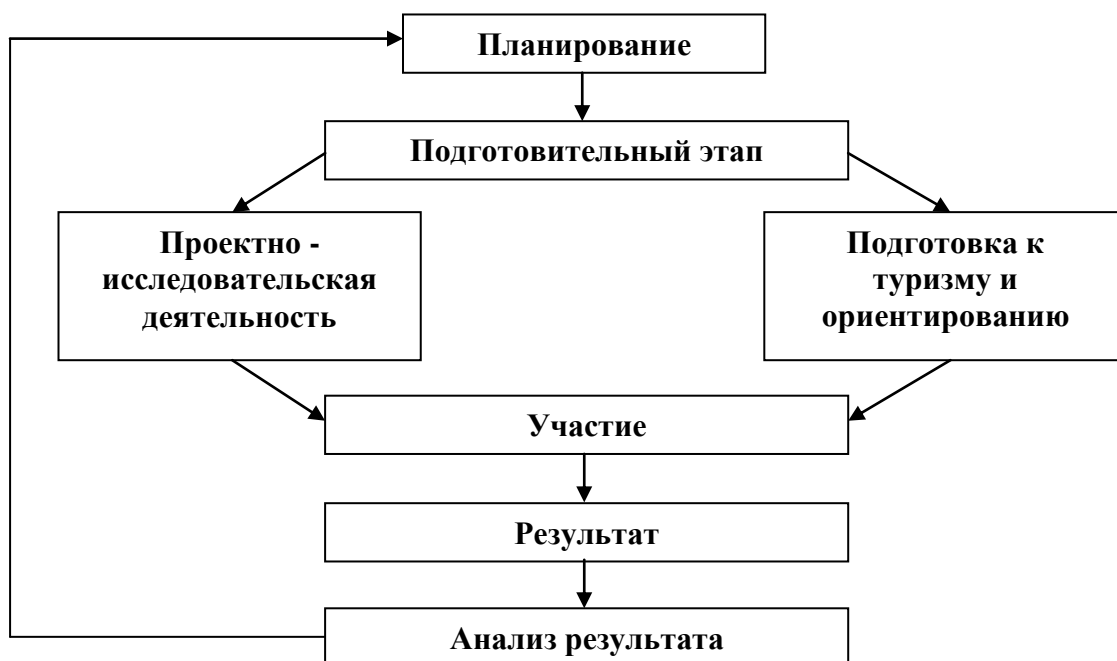 Планирование
Подготовительный этап
Проектно -
исследовательская
деятельность
Подготовка к
туризму и
ориентированию
Участие
Результат
Анализ результата